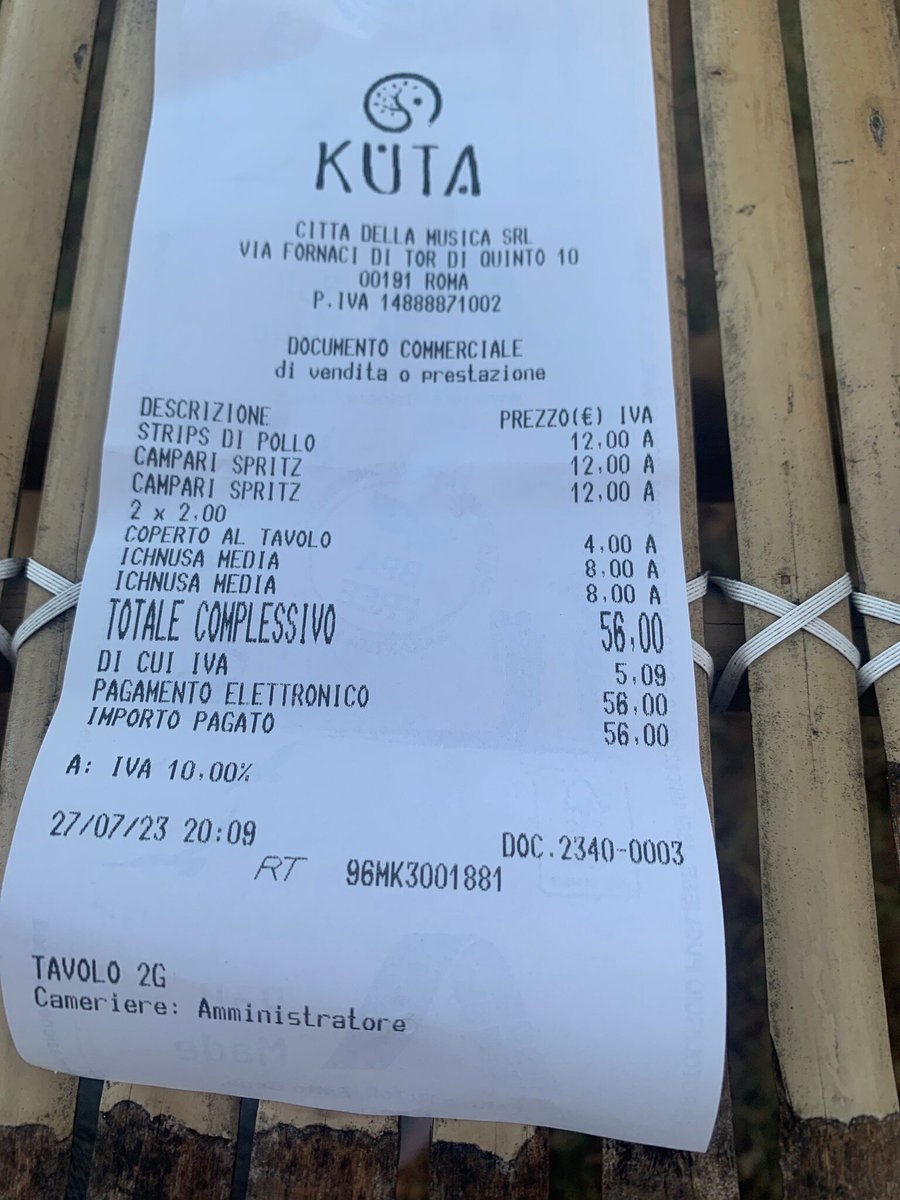 KÜTA
CITTA DELLA MUSICA SRL
VIA FORNACI DI TOR DI QUINTO 10
00191 ROMA
P.IVA 14888871002
DOCUMENTO COMMERCIALE
di vendita o prestazione
DESCRIZIONE PREZZO(€) IVA
STRIPS DI POLLO 12,00 A
CAMPARI SPRITZ 12,00 A
CAMPARI SPRITZ 12,00 A
2 x 2,00
COPERTO AL TAVOLO 4,00 A
ICHNUSA MEDIA 8,00 A
ICHNUSA MEDIA 8,00 A
TOTALE COMPLESSIVO 56,00
DI CUI IVA 5,09
PAGAMENTO ELETTRONICO 56,00
IMPORTO PAGATO 56,00
A: IVA 10,00%
27/07/23 20:09 DOC.2340-0003
RT 96MK3001881
TAVOLO 2G
Cameriere: Amministratore